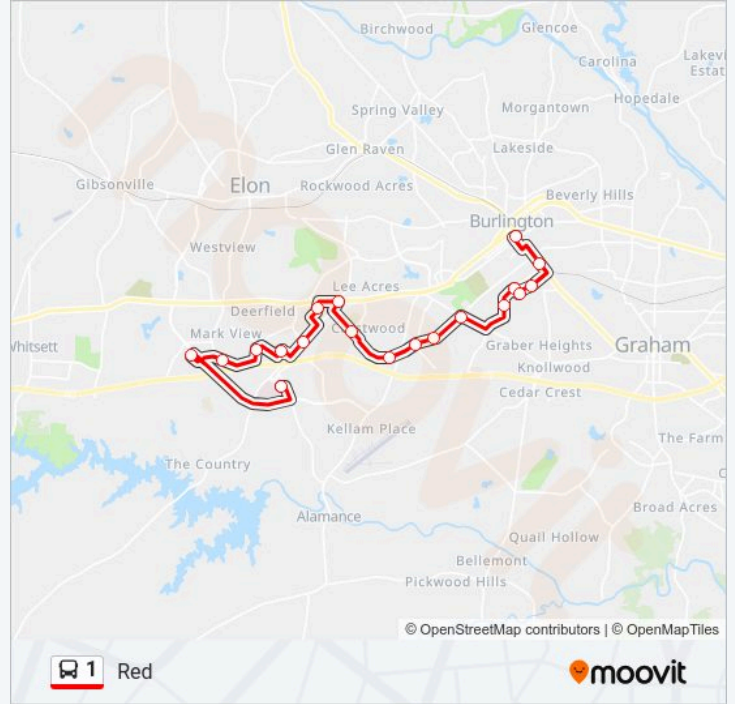 Birchwood
Glencoe
Carolina
Lakevi
Estat
Hopedale
Spring Valley
Morgantown
Glen Raven
Lakeside
Gibsonville
Elon
Rockwood Acres
Beverly Hills
Burlington
Westview
Lee Acres
Deerfield
Mark View
Whitsett
Graber Heights
Graham
Knollwood
Cedar Crest
Kellam Place
The Farm
The Country
Broad Acres
Alamance
Quail Hollow
Bellemont
Pickwood Hills
© OpenStreetMap contributors | © OpenMapTiles
1 Red
moovit